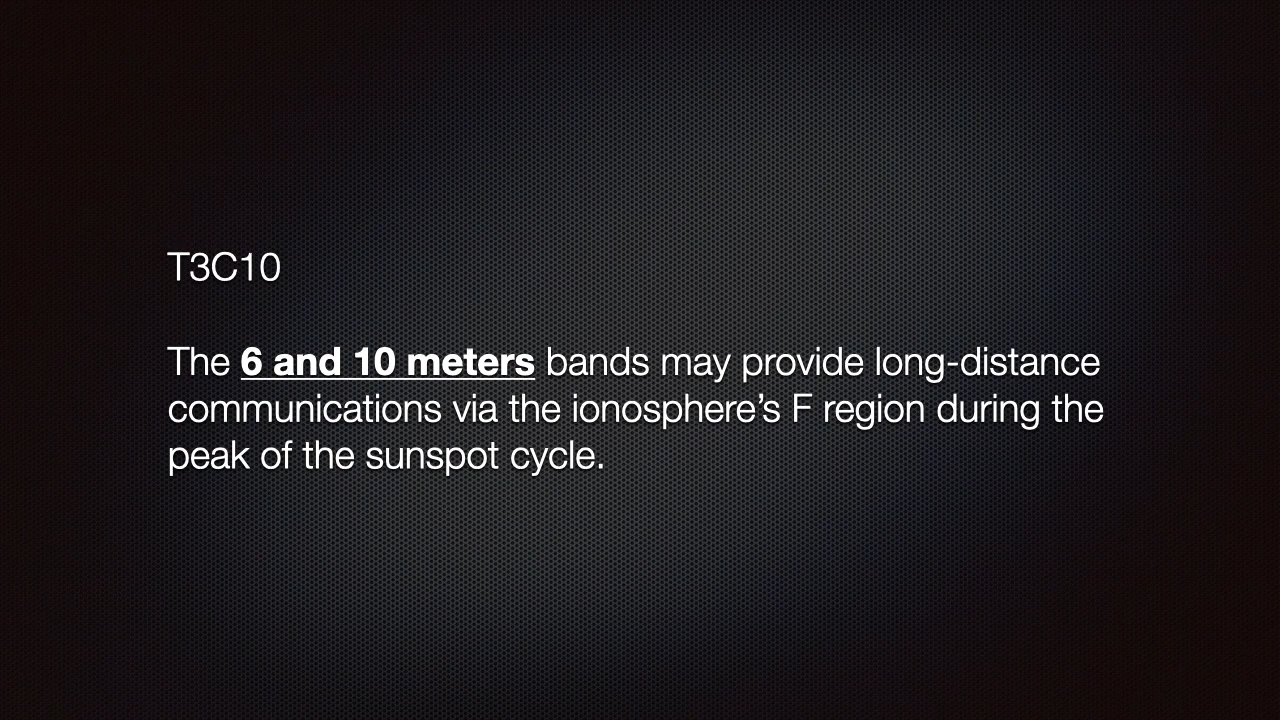 T3C10
The 6 and 10 meters bands may provide long-distance
communications via the ionosphere’s F region during the
peak of the sunspot cycle.